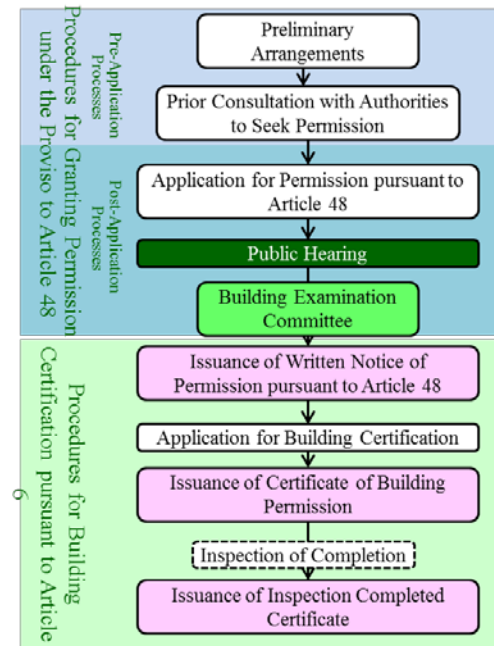 Procedures for Granting Permission
under the Proviso to Article 48
Pre-Application
Processes
Preliminary
Arrangements
Prior Consultation with Authorities
to Seek Permission
Post-Application
Processes
Application for Permission pursuant to
Article 48
Public Hearing
Building Examination
Committee
Procedures for Building
Certification pursuant to Article
6
Issuance of Written Notice of
Permission pursuant to Article 48
Application for Building Certification
Issuance of Certificate of Building
Permission
Inspection of Completion
Issuance of Inspection Completed
Certificate